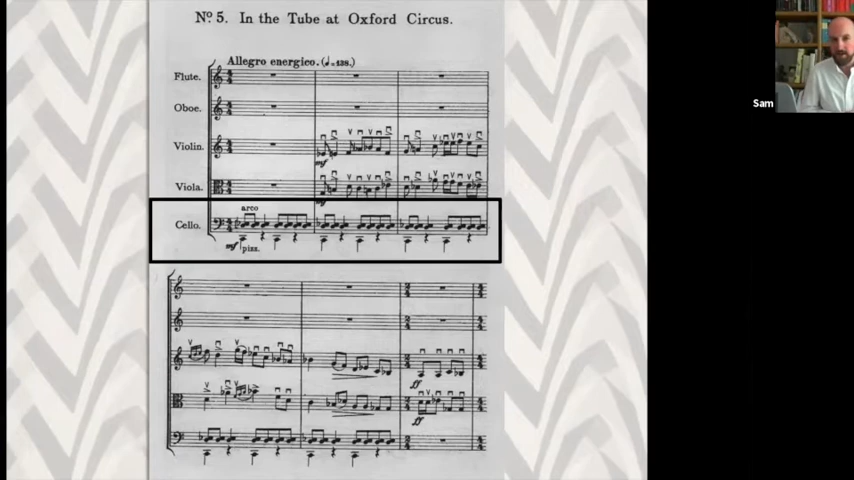 Nº 5. In the Tube at Oxford Circus.
Allegro energico. (♩=138.)
Flute.
Oboe.
Sam
Violin.
mf
Viola.
mf
arco
Cello.
mf pizz.
ff
ff